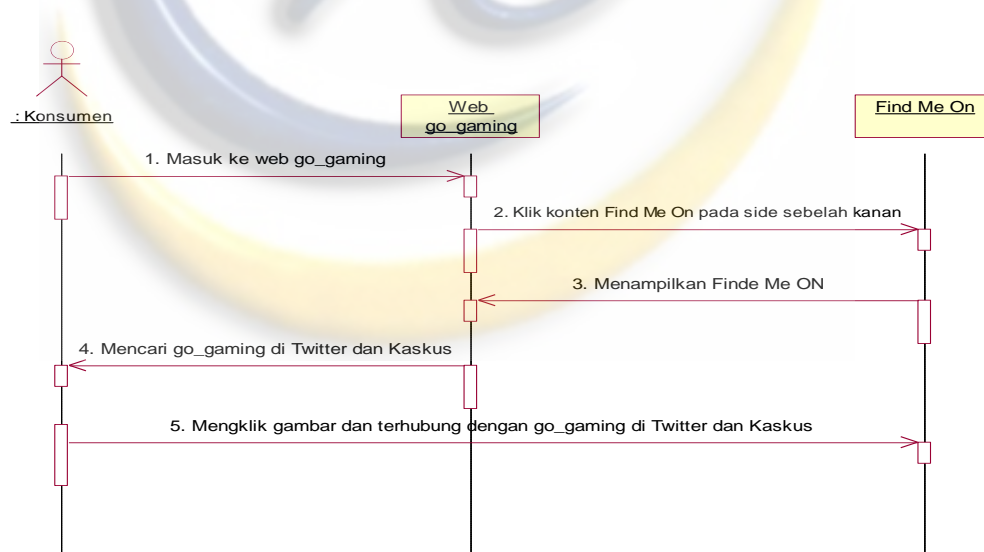 : Konsumen
Web
go_gaming
Find Me On
1. Masuk ke web go_gaming
2. Klik konten Find Me On pada side sebelah kanan
3. Menampilkan Finde Me ON
4. Mencari go_gaming di Twitter dan Kaskus
5. Mengklik gambar dan terhubung dengan go_gaming di Twitter dan Kaskus